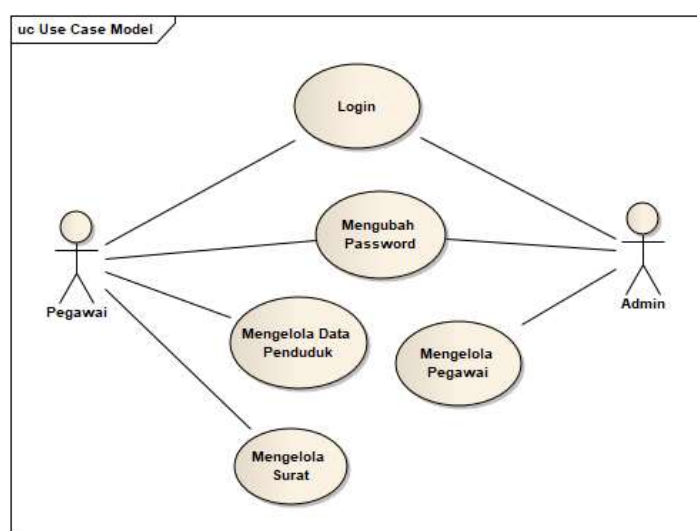 uc Use Case Model
Login
Mengubah
Password
Pegawai
Admin
Mengelola Data
Penduduk
Mengelola
Pegawai
Mengelola
Surat